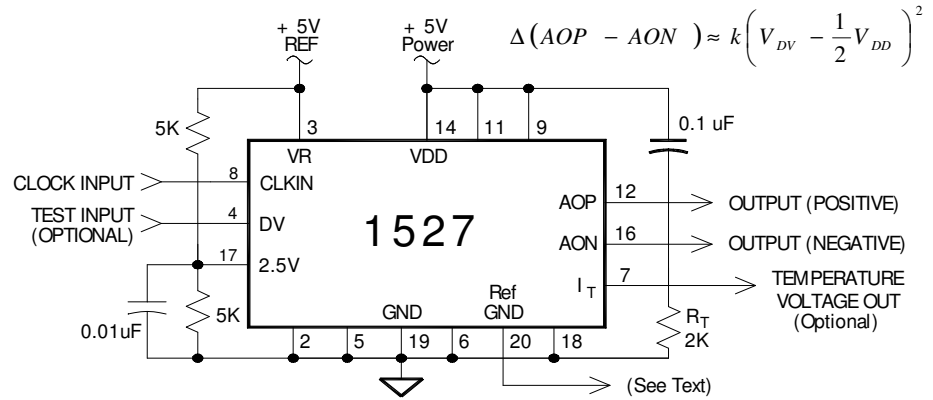 + 5V
REF
+ 5V
Power
Δ(AOP - AON) ≈ k(V_DV - 1/2 V_DD)^2
5K
3
14
11
9
0.1 uF
VR
VDD
CLOCK INPUT
8
CLKIN
TEST INPUT
(OPTIONAL)
4
DV
1527
AOP
12
OUTPUT (POSITIVE)
AON
16
OUTPUT (NEGATIVE)
17
2.5V
I_T
7
TEMPERATURE
VOLTAGE OUT
(Optional)
0.01uF
5K
GND
Ref
GND
R_T
2K
2
5
19
6
20
18
(See Text)